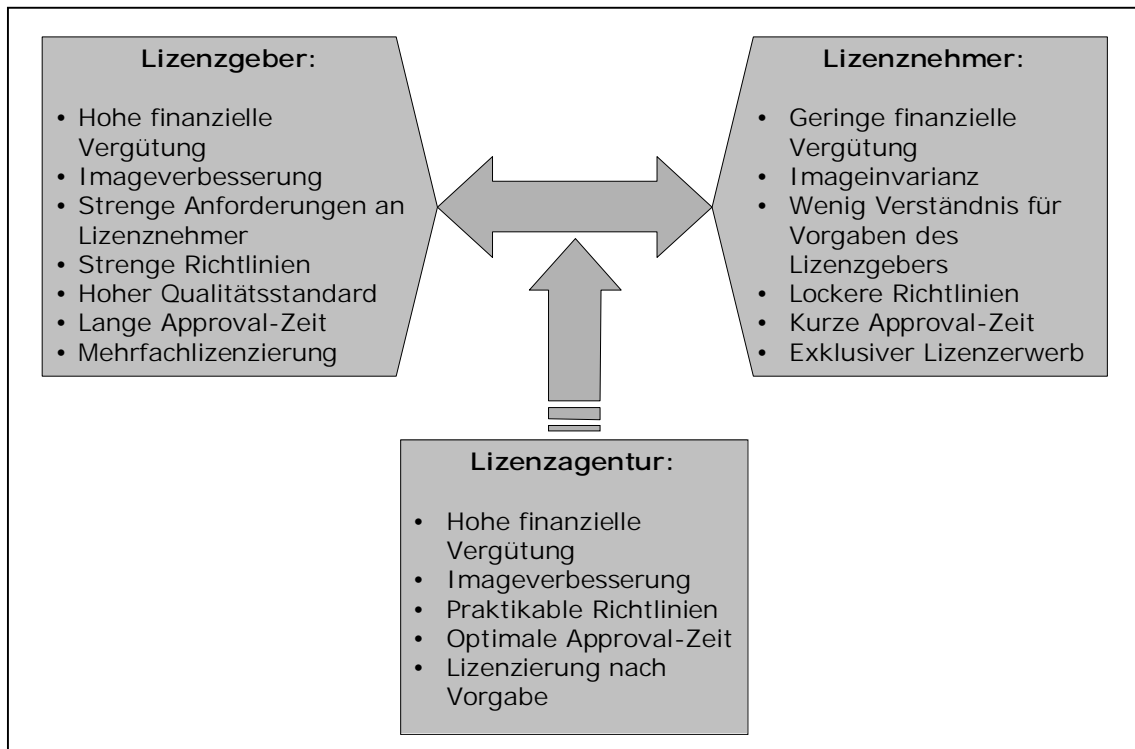 Lizenzgeber:
• Hohe finanzielle
Vergütung
• Imageverbesserung
• Strenge Anforderungen an
Lizenznehmer
• Strenge Richtlinien
• Hoher Qualitätsstandard
• Lange Approval-Zeit
• Mehrfachlizenzierung
Lizenznehmer:
• Geringe finanzielle
Vergütung
• Imageinvarianz
• Wenig Verständnis für
Vorgaben des
Lizenzgebers
• Lockere Richtlinien
• Kurze Approval-Zeit
• Exklusiver Lizenzerwerb
Lizenzagentur:
• Hohe finanzielle
Vergütung
• Imageverbesserung
• Praktikable Richtlinien
• Optimale Approval-Zeit
• Lizenzierung nach
Vorgabe